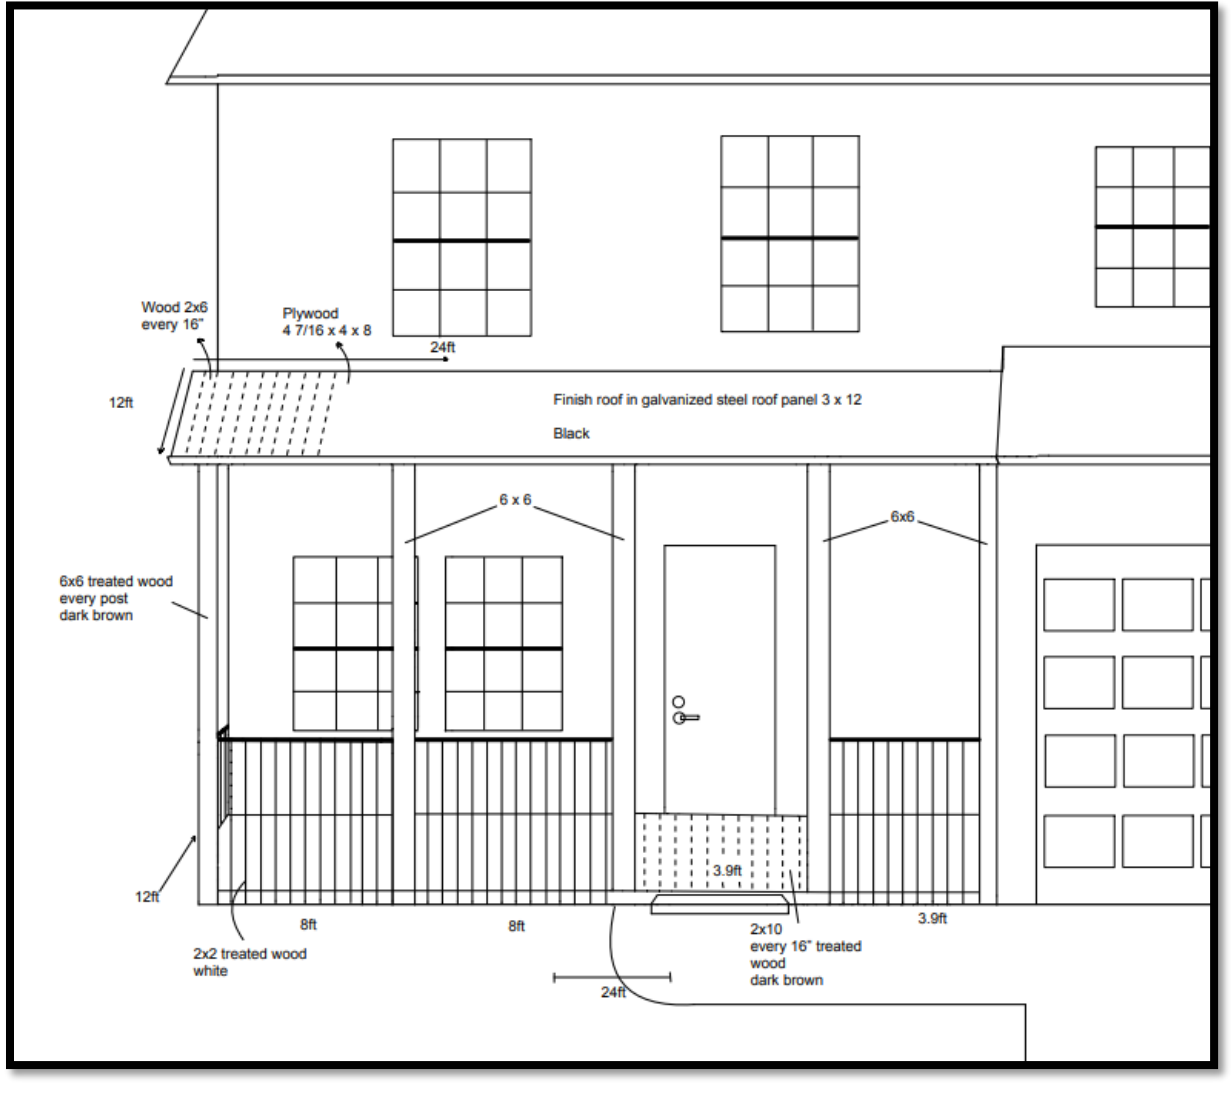 Wood 2x6
every 16"
Plywood
4 7/16 x 4 x 8
24ft
12ft
Finish roof in galvanized steel roof panel 3 x 12
Black
6 x 6
6x6
6x6 treated wood
every post
dark brown
3.9ft
12ft
8ft
8ft
3.9ft
2x2 treated wood
white
2x10
every 16" treated
wood
dark brown
24ft